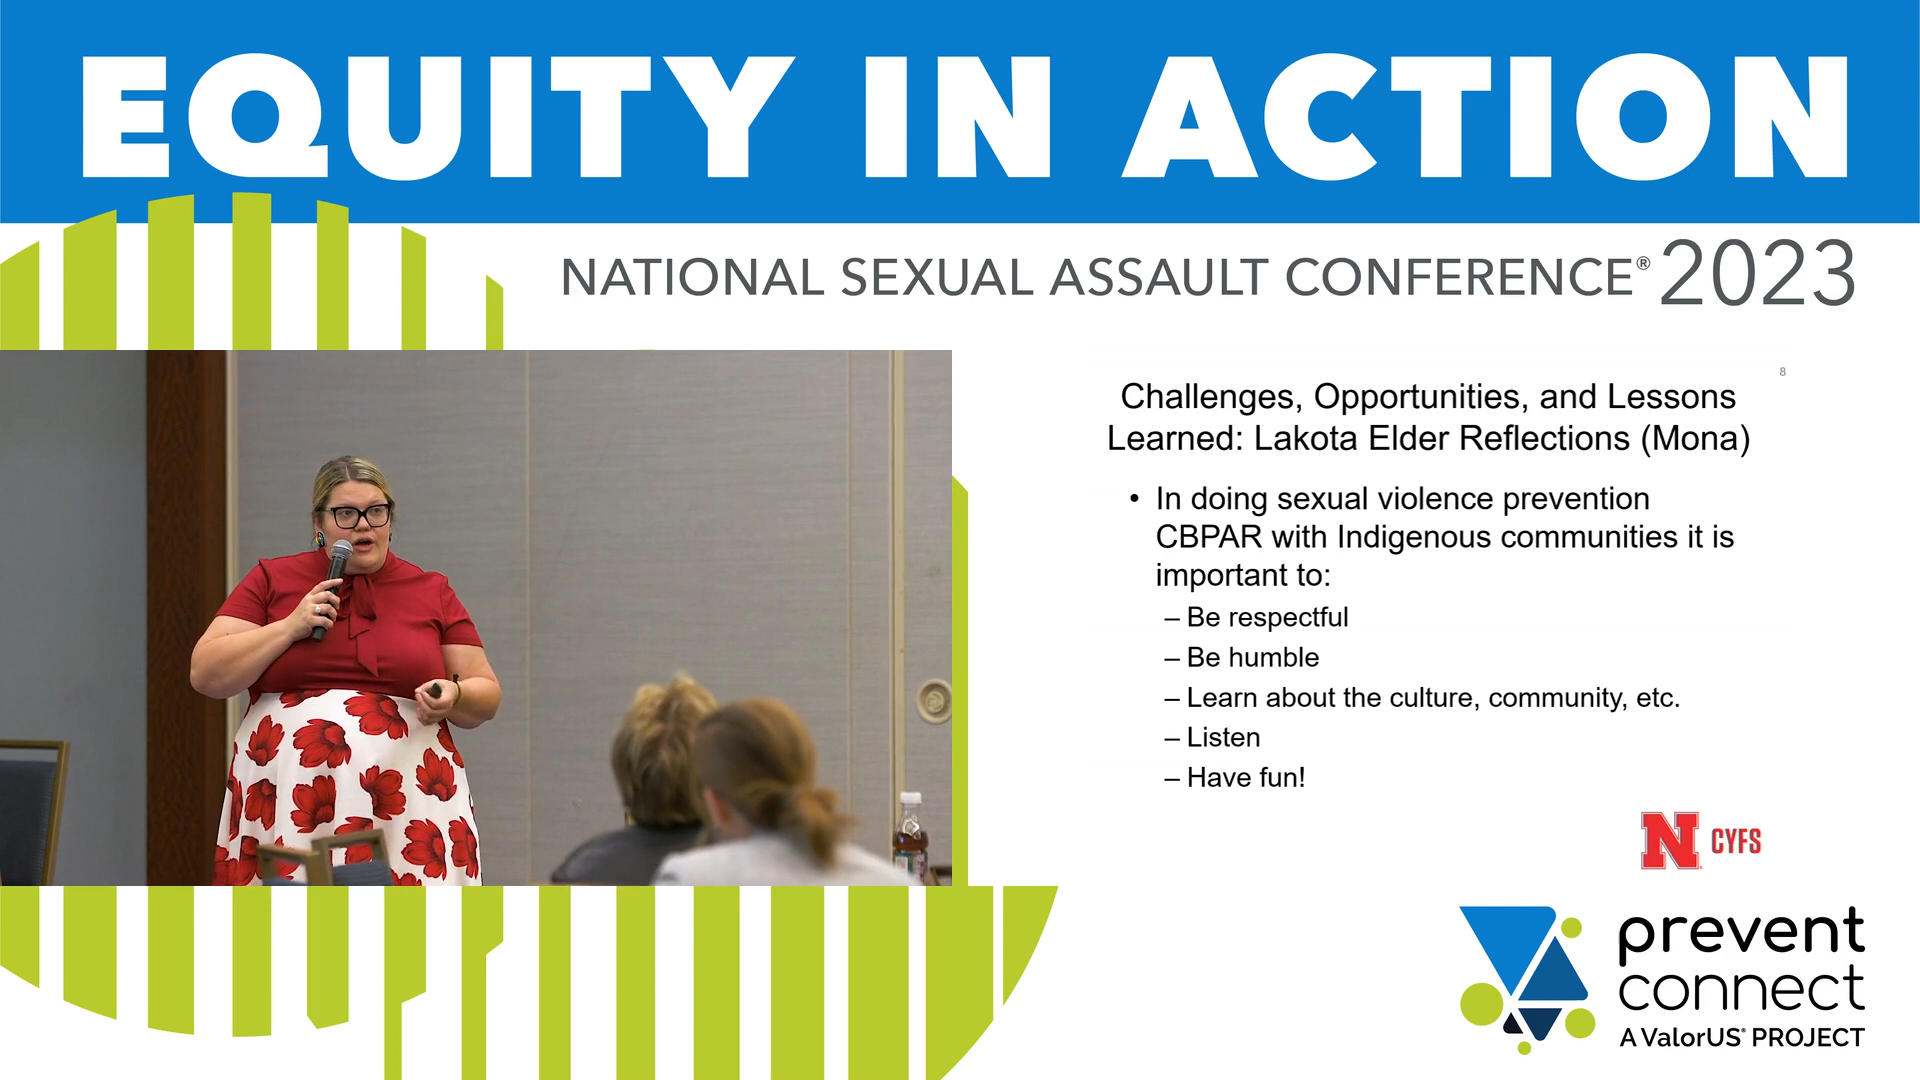 EQUITY IN ACTION
NATIONAL SEXUAL ASSAULT CONFERENCE® 2023
8
Challenges, Opportunities, and Lessons
Learned: Lakota Elder Reflections (Mona)
• In doing sexual violence prevention
CBPAR with Indigenous communities it is
important to:
– Be respectful
– Be humble
– Learn about the culture, community, etc.
– Listen
– Have fun!
N CYFS
prevent
connect
A ValorUS® PROJECT